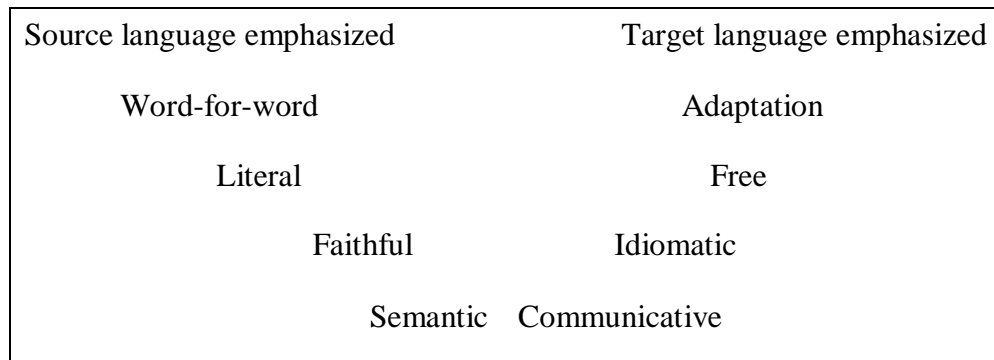 Source language emphasized Target language emphasized
Word-for-word Adaptation
Literal Free
Faithful Idiomatic
Semantic Communicative